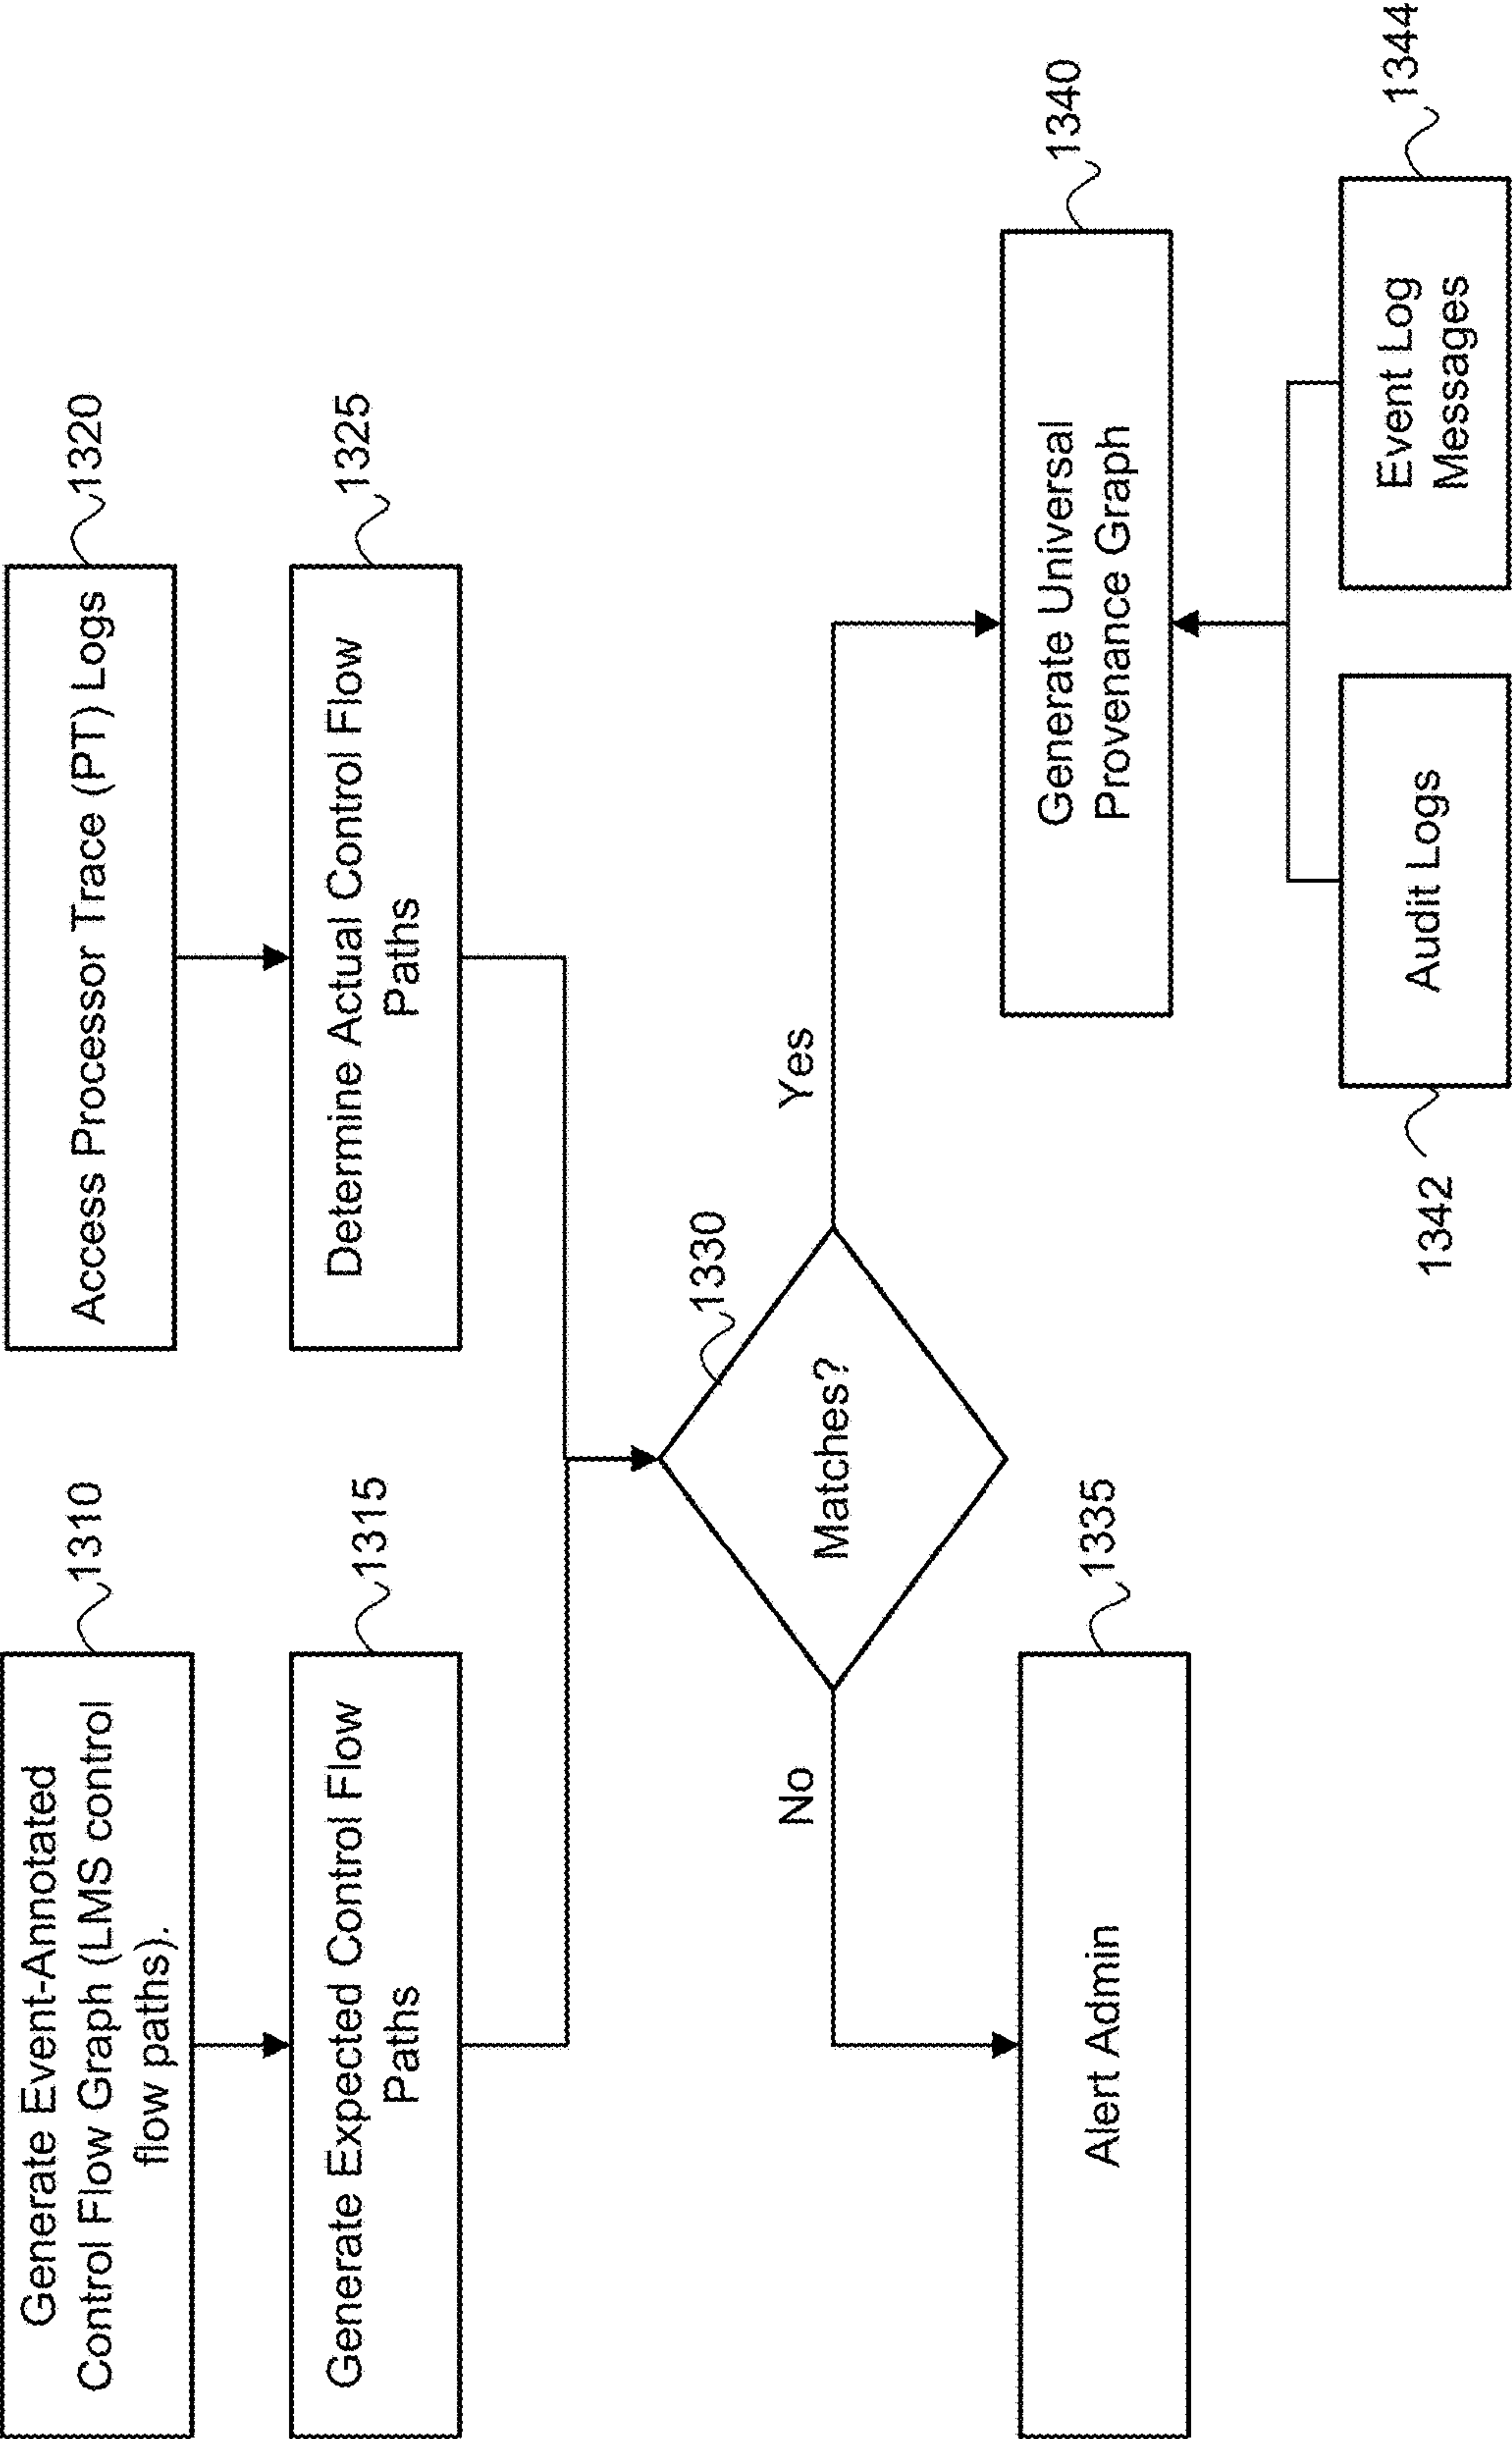 Generate Event-Annotated
Control Flow Graph (LMS control
flow paths).
1310
Access Processor Trace (PT) Logs
1320
Generate Expected Control Flow
Paths
1315
Determine Actual Control Flow
Paths
1325
Matches?
1330
No
Yes
Alert Admin
1335
Generate Universal
Provenance Graph
1340
1342
Audit Logs
Event Log
Messages
1344